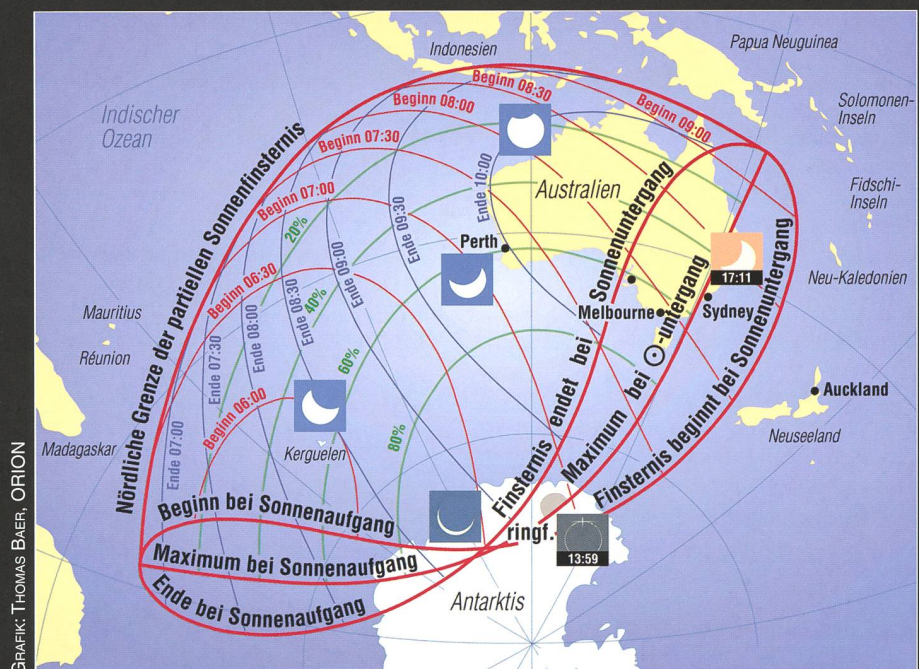 Indonesien
Papua Neuguinea
Indischer
Ozean
Beginn 08:30
Beginn 08:00
Beginn 09:00
Solomonen-
Inseln
Beginn 07:30
Nördliche Grenze der partiellen Sonnenfinsternis
Ende 10:00
Australien
Fidschi-
Inseln
Beginn 07:00
20%
Ende 09:30
Perth
Ende 09:00
Beginn 06:30
40%
Ende 08:30
17:11
Neu-Kaledonien
Mauritius
Ende 08:00
Melbourne
Sydney
Réunion
Ende 07:30
60%
Finsternis endet bei Sonnenuntergang
Maximum bei -untergang
Finsternis beginnt bei Sonnenuntergang
Auckland
Beginn 06:00
80%
Neuseeland
Madagaskar
Ende 07:00
Kerguelen
Beginn bei Sonnenaufgang
ringf.
13:59
Maximum bei Sonnenaufgang
Ende bei Sonnenaufgang
Antarktis
GRAFIK: THOMAS BAER, ORION